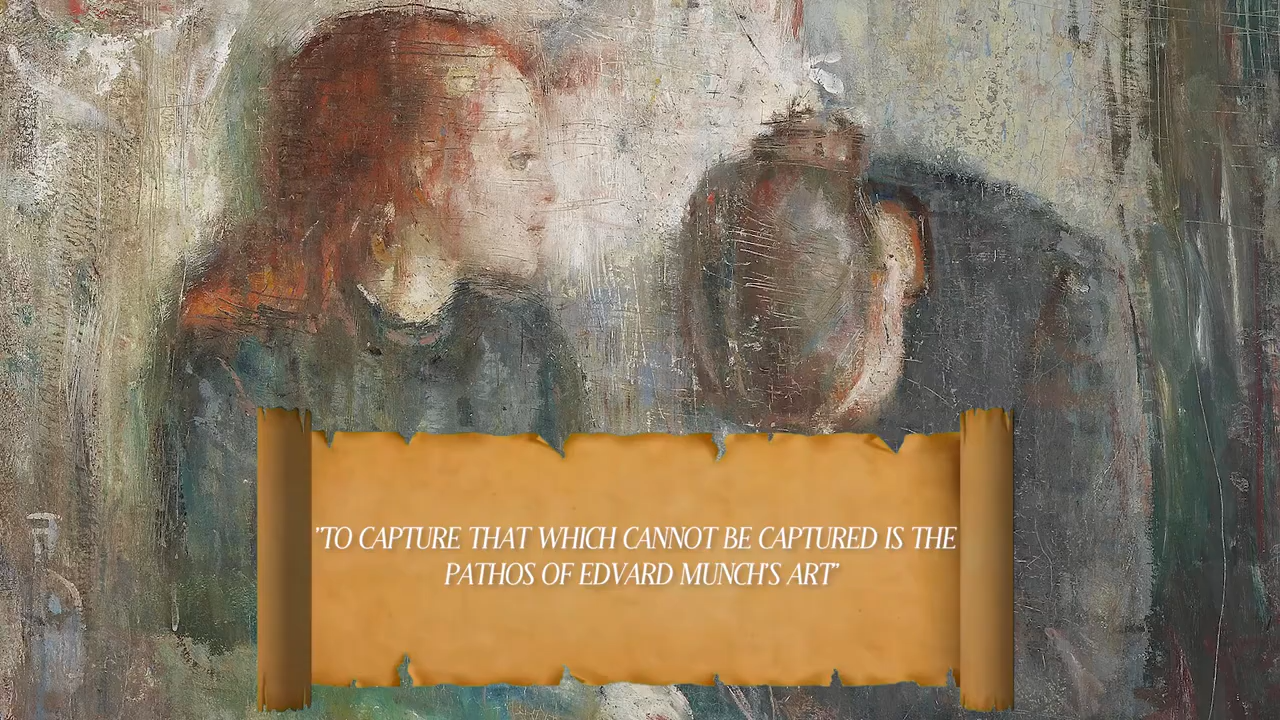 "TO CAPTURE THAT WHICH CANNOT BE CAPTURED IS THE
PATHOS OF EDVARD MUNCH'S ART"